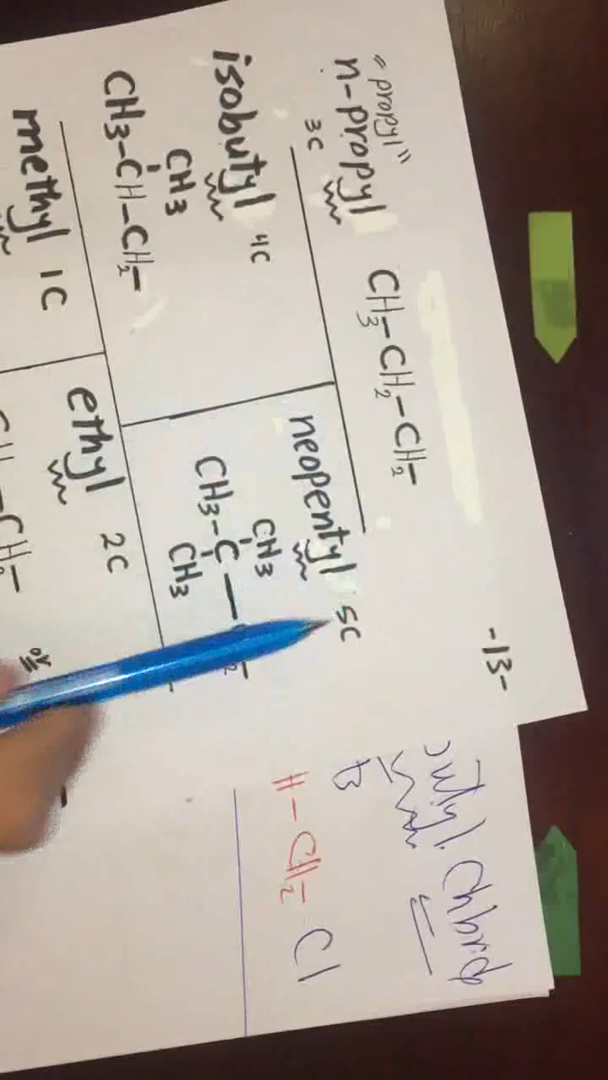 -13-
"propyl"
n-propyl CH3-CH2-CH2-
3C
isobutyl 4C
CH3
CH3-CH-CH2-
neopentyl 5C
CH3
CH3-C-
CH3
methyl 1C
ethyl 2C
or
H-CH2-Cl